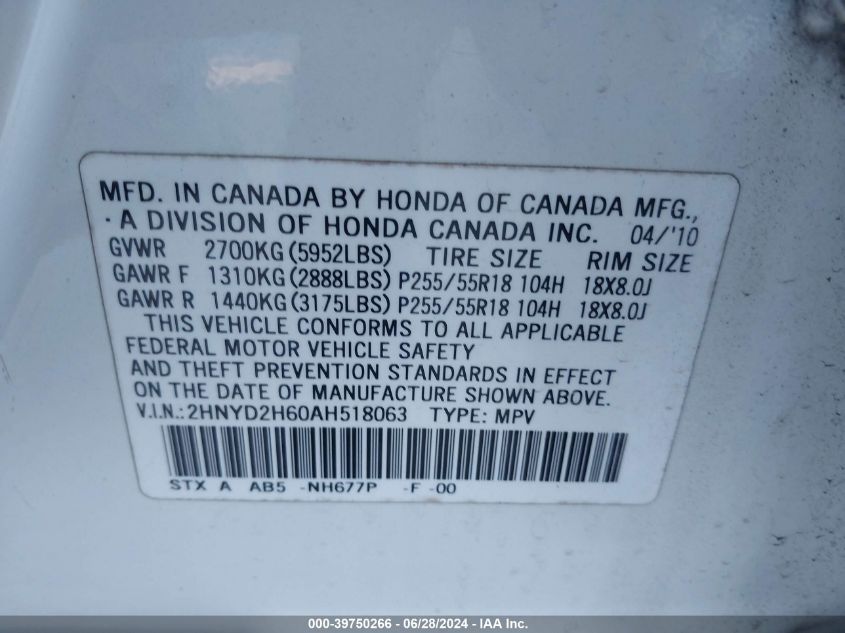 MFD. IN CANADA BY HONDA OF CANADA MFG.,
· A DIVISION OF HONDA CANADA INC. 04/'10
GVWR 2700KG(5952LBS) TIRE SIZE RIM SIZE
GAWR F 1310KG(2888LBS) P255/55R18 104H 18X8.0J
GAWR R 1440KG(3175LBS) P255/55R18 104H 18X8.0J
THIS VEHICLE CONFORMS TO ALL APPLICABLE
FEDERAL MOTOR VEHICLE SAFETY
AND THEFT PREVENTION STANDARDS IN EFFECT
ON THE DATE OF MANUFACTURE SHOWN ABOVE.
V.I.N.: 2HNYD2H60AH518063 TYPE: MPV
STX A AB5 -NH677P -F -00
000-39750266 - 06/28/2024 - IAA Inc.